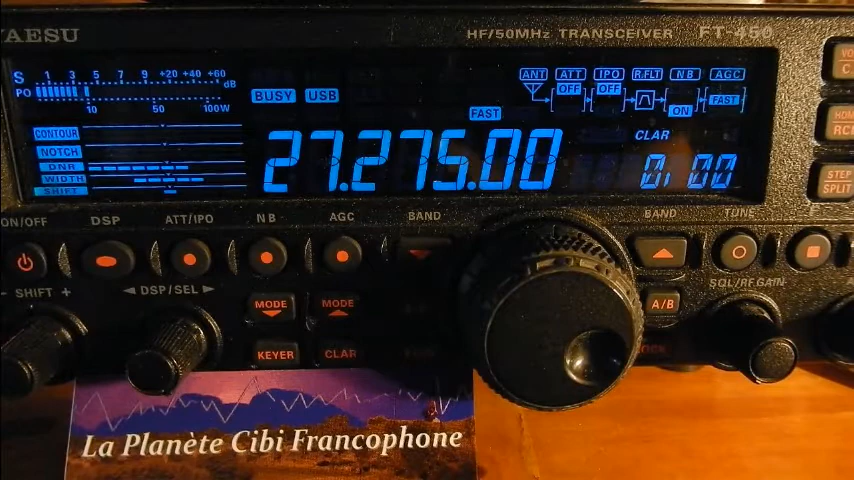 YAESU
HF/50MHz TRANSCEIVER FT-450
S 1 3 5 7 9 +20 +40 +60 dB
PO 10 50 100W
BUSY USB
FAST
ANT ATT IPO R.FLT NB AGC
OFF OFF ON FAST
CONTOUR
NOTCH
DNR
WIDTH
SHIFT
27.275.00
CLAR
0.00
HOME
STEP
SPLIT
ON/OFF DSP ATT/IPO NB AGC BAND BAND TUNE
- SHIFT + ◄ DSP/SEL ► MODE MODE A/B SQL/RF GAIN
KEYER CLAR
La Planète Cibi Francophone